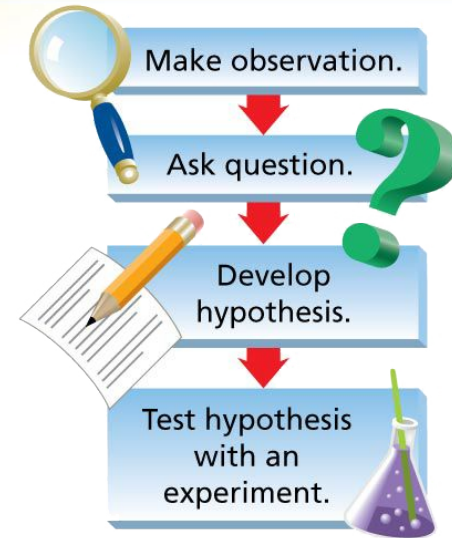 Make observation.
Ask question.
Develop
hypothesis.
Test hypothesis
with an
experiment.